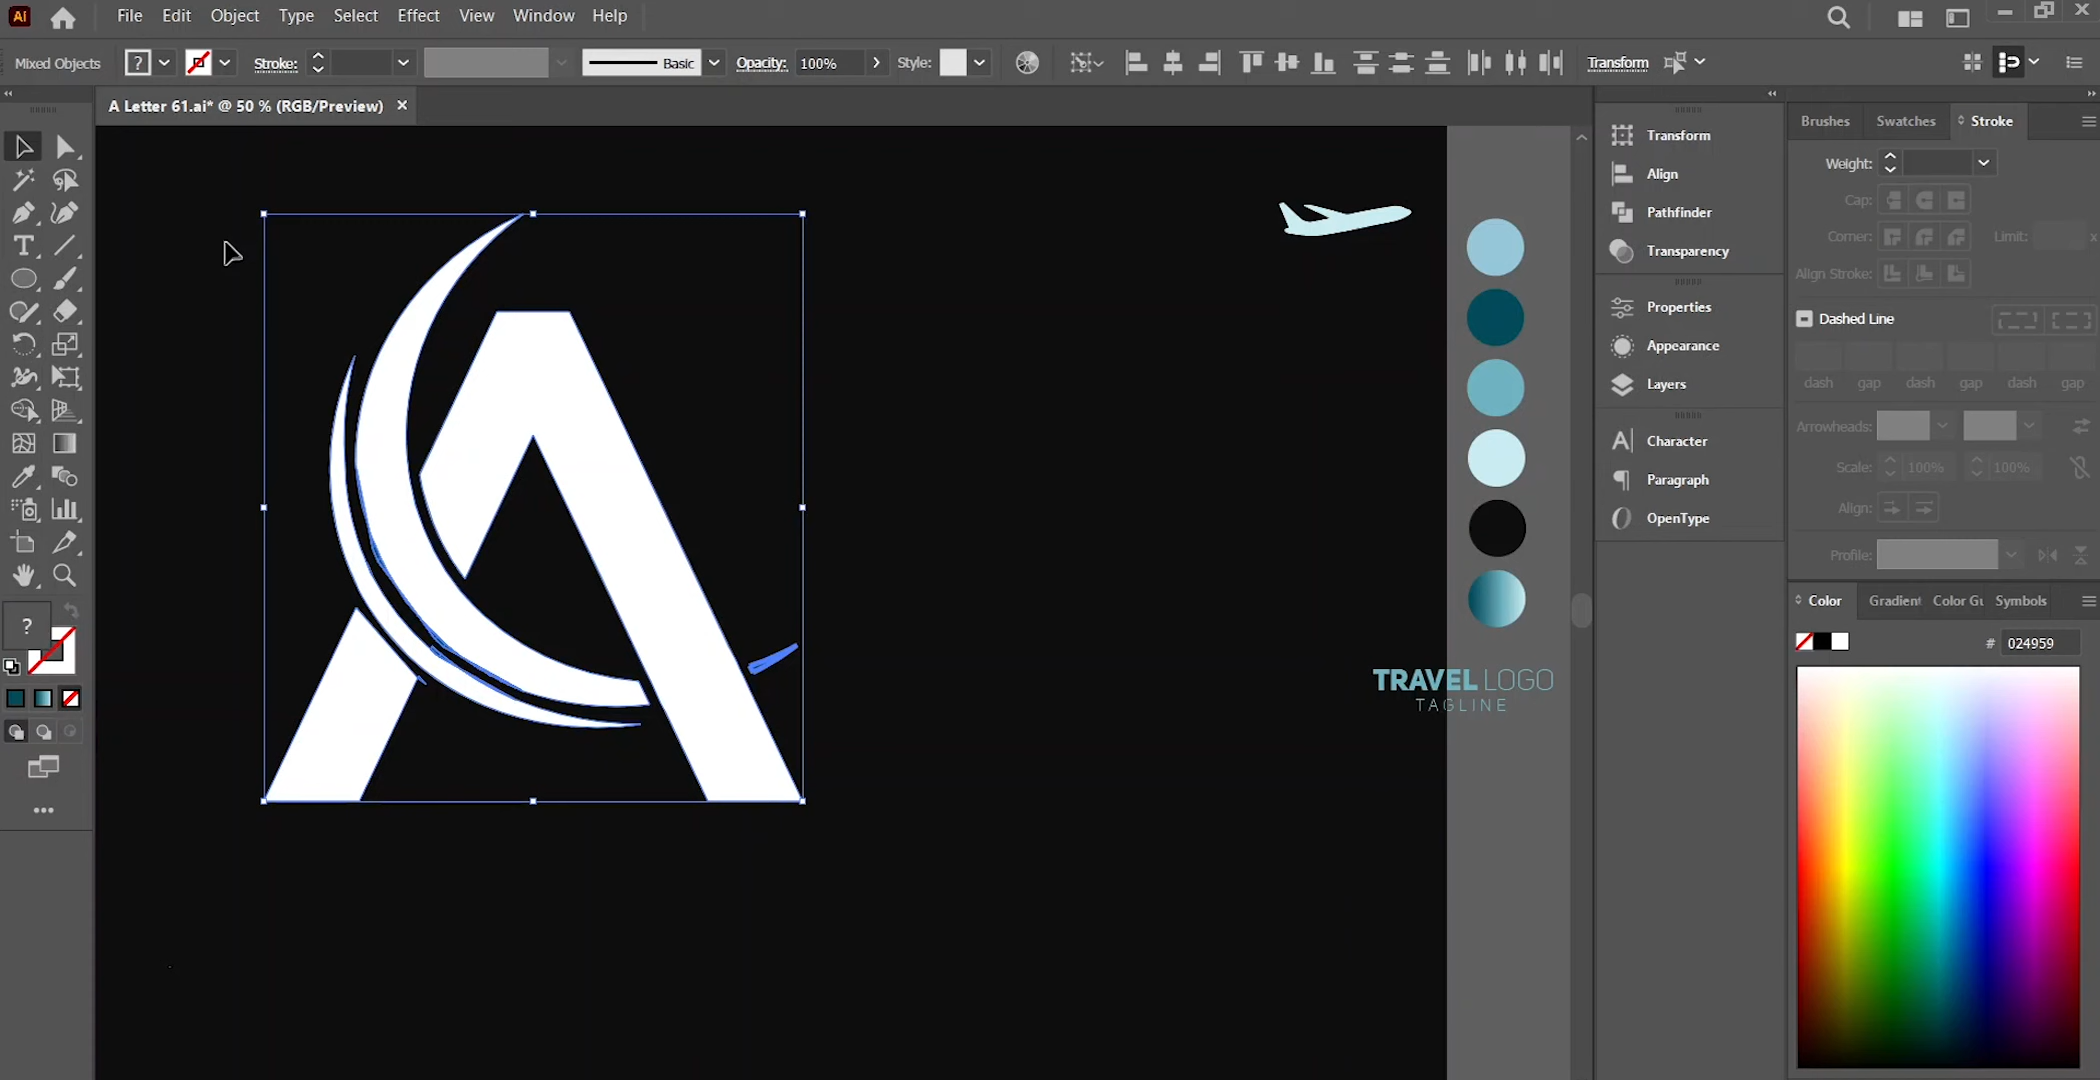 Ai File Edit Object Type Select Effect View Window Help
Mixed Objects ? Stroke: Basic Opacity: 100% Style: Transform
A Letter 61.ai* @ 50 % (RGB/Preview) ×
T
?
TRAVEL LOGO
TAGLINE
Transform
Align
Pathfinder
Transparency
Properties
Appearance
Layers
A Character
Paragraph
OpenType
Brushes Swatches Stroke
Weight:
Cap:
Corner: Limit: x
Align Stroke:
Dashed Line
dash gap dash gap dash gap
Arrowheads:
Scale: 100% 100%
Align:
Profile:
Color Gradient Color Gu Symbols
# 024959